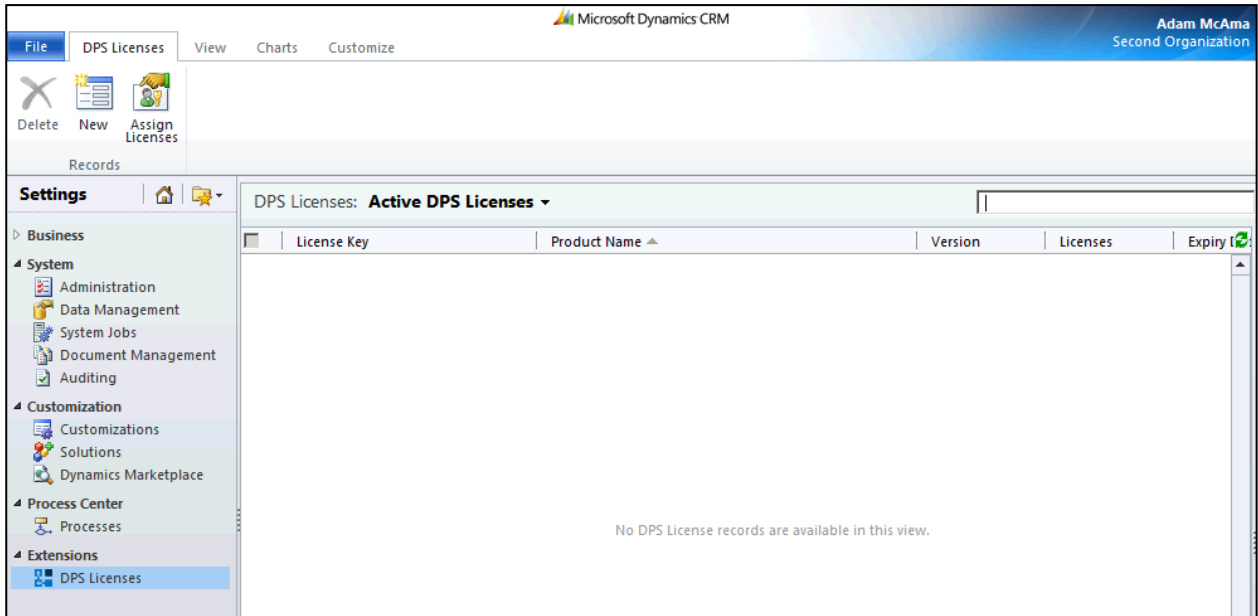 Microsoft Dynamics CRM
Adam McAma
Second Organization
File DPS Licenses View Charts Customize
Delete New Assign Licenses
Records
Settings
DPS Licenses: Active DPS Licenses
License Key Product Name Version Licenses Expiry
Business
System
Administration
Data Management
System Jobs
Document Management
Auditing
Customization
Customizations
Solutions
Dynamics Marketplace
Process Center
Processes
No DPS License records are available in this view.
Extensions
DPS Licenses